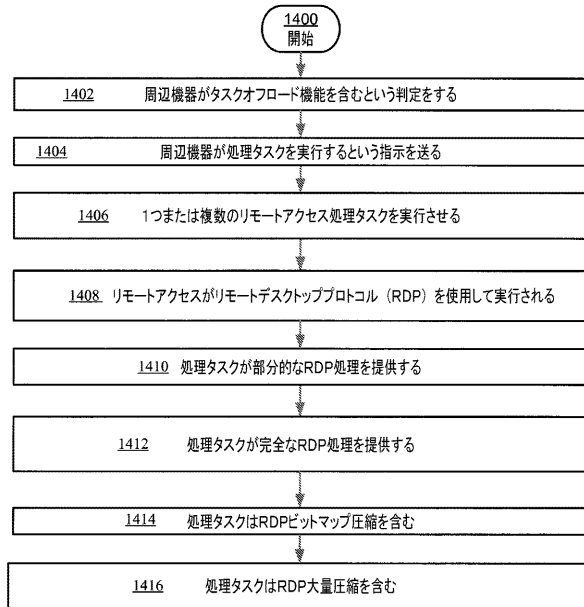 1400
開始
1402 周辺機器がタスクオフロード機能を含むという判定をする
1404 周辺機器が処理タスクを実行するという指示を送る
1406 1つまたは複数のリモートアクセス処理タスクを実行させる
1408 リモートアクセスがリモートデスクトッププロトコル（RDP）を使用して実行される
1410 処理タスクが部分的なRDP処理を提供する
1412 処理タスクが完全なRDP処理を提供する
1414 処理タスクはRDPビットマップ圧縮を含む
1416 処理タスクはRDP大量圧縮を含む